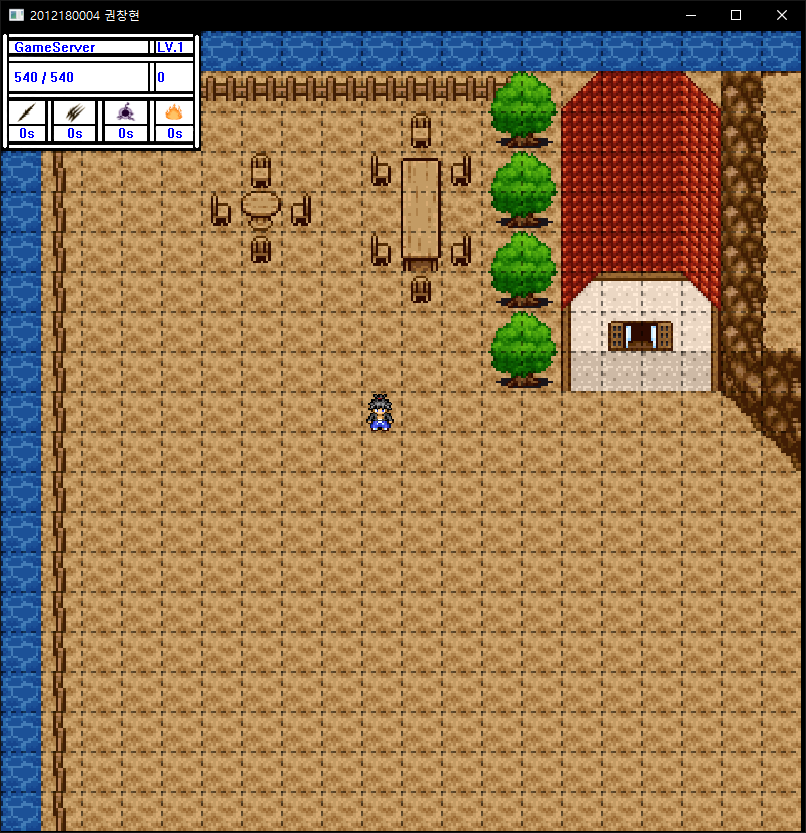 2012180004 권창현
GameServer LV.1
540 / 540 0
0s 0s 0s 0s